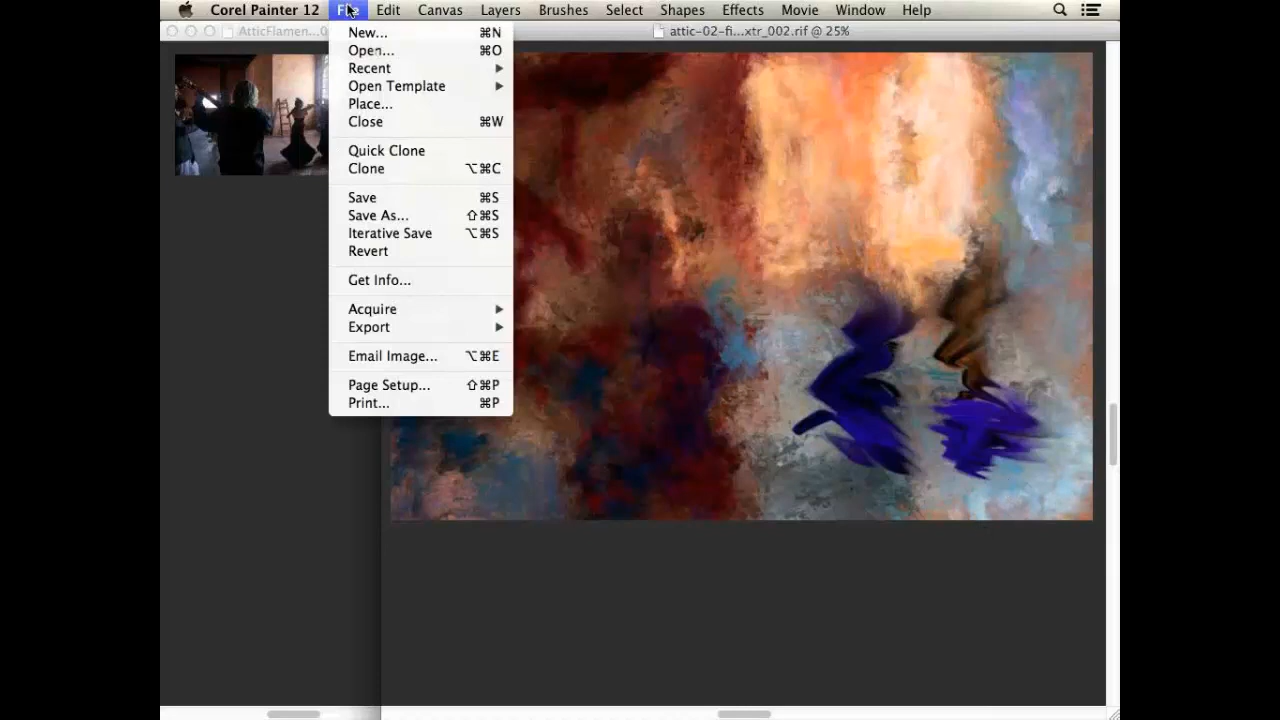 Corel Painter 12 File Edit Canvas Layers Brushes Select Shapes Effects Movie Window Help
AtticFlamen...0 attic-02-fi...xtr_002.rif @ 25%
New... ⌘N
Open... ⌘O
Recent
Open Template
Place...
Close ⌘W
Quick Clone
Clone ⌥⌘C
Save ⌘S
Save As... ⇧⌘S
Iterative Save ⌥⌘S
Revert
Get Info...
Acquire
Export
Email Image... ⌥⌘E
Page Setup... ⇧⌘P
Print... ⌘P